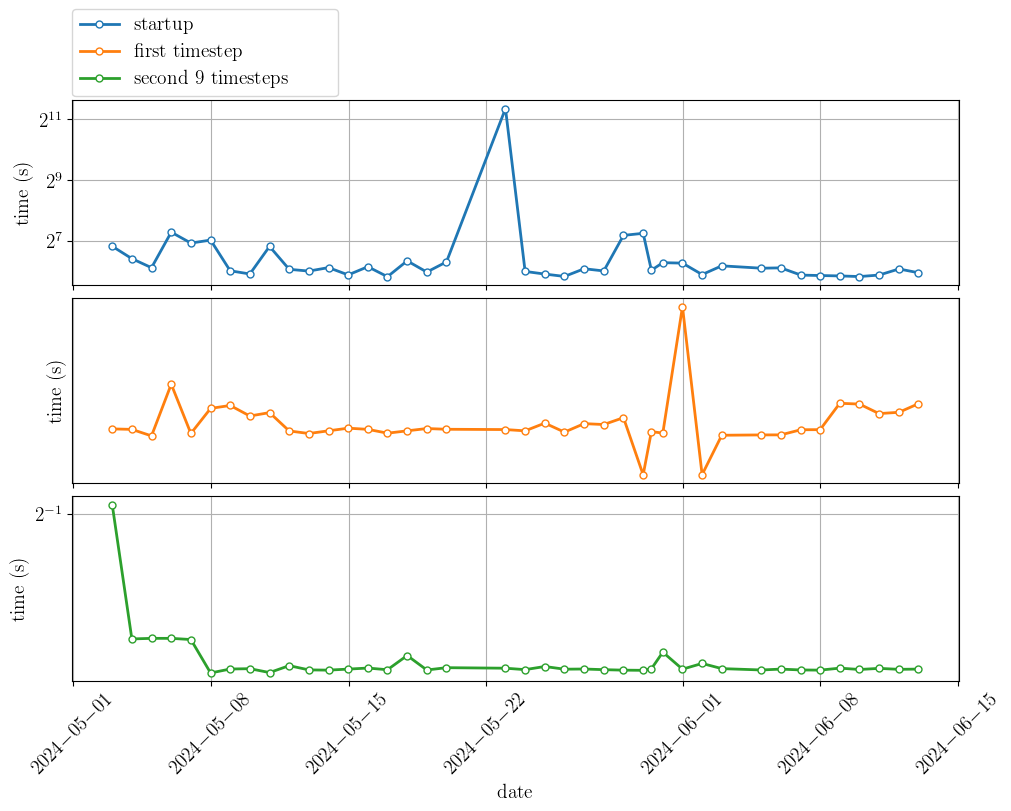 startup
first timestep
second 9 timesteps
2^11
2^9
2^7
time (s)
time (s)
2^-1
time (s)
2024−05−01
2024−05−08
2024−05−15
2024−05−22
2024−06−01
2024−06−08
2024−06−15
date